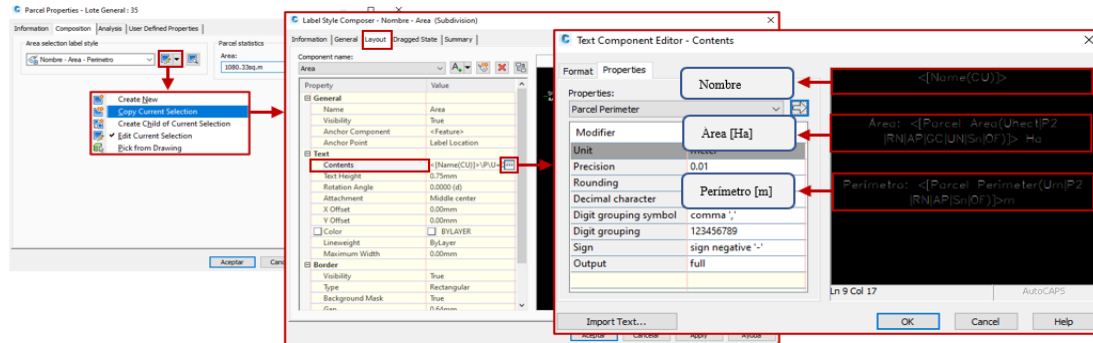 Parcel Properties - Lote General : 35
Information Composition Analysis User Defined Properties
Area selection label style
Nombre - Area - Perimetro
Parcel statistics
Area:
1080.33sq.m
Create New
Copy Current Selection
Create Child of Current Selection
Edit Current Selection
Pick from Drawing
Aceptar
Label Style Composer - Nombre - Area (Subdivision)
Information General Layout Dragged State Summary
Component name:
Area
Property Value
General
Name Area
Visibility True
Anchor Component <Feature>
Anchor Point Label Location
Text
Contents <[Name(CU)]>\P\U+
Text Height 0.75mm
Rotation Angle 0.0000 (d)
Attachment Middle center
X Offset 0.00mm
Y Offset 0.00mm
Color BYLAYER
Lineweight ByLayer
Maximum Width 0.00mm
Border
Visibility True
Type Rectangular
Background Mask True
Gap 0.64mm
Aceptar Cancelar Apply Ayuda
Text Component Editor - Contents
Format Properties
Properties:
Parcel Perimeter
Modifier
Unit
Precision 0.01
Rounding
Decimal character
Digit grouping symbol comma ','
Digit grouping 123456789
Sign sign negative '-'
Output full
Nombre
Área [Ha]
Perímetro [m]
<[Name(CU)]>
Área: <[Parcel Area(Uhect|P2
|RN|AP|GC|UN|Sn|OF)]> Ha
Perímetro: <[Parcel Perimeter(Um|P2
|RN|AP|Sn|OF)]>m
Ln 9 Col 17
AutoCAPS
Import Text...
OK Cancel Help